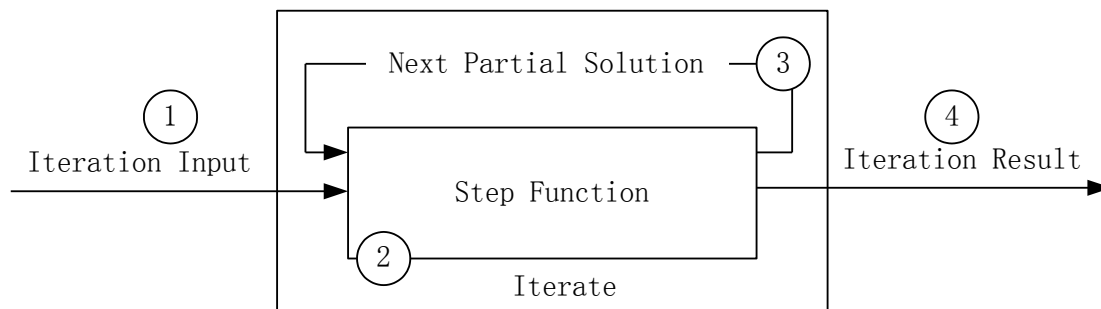 Next Partial Solution
3
1
Iteration Input
4
Iteration Result
Step Function
2
Iterate